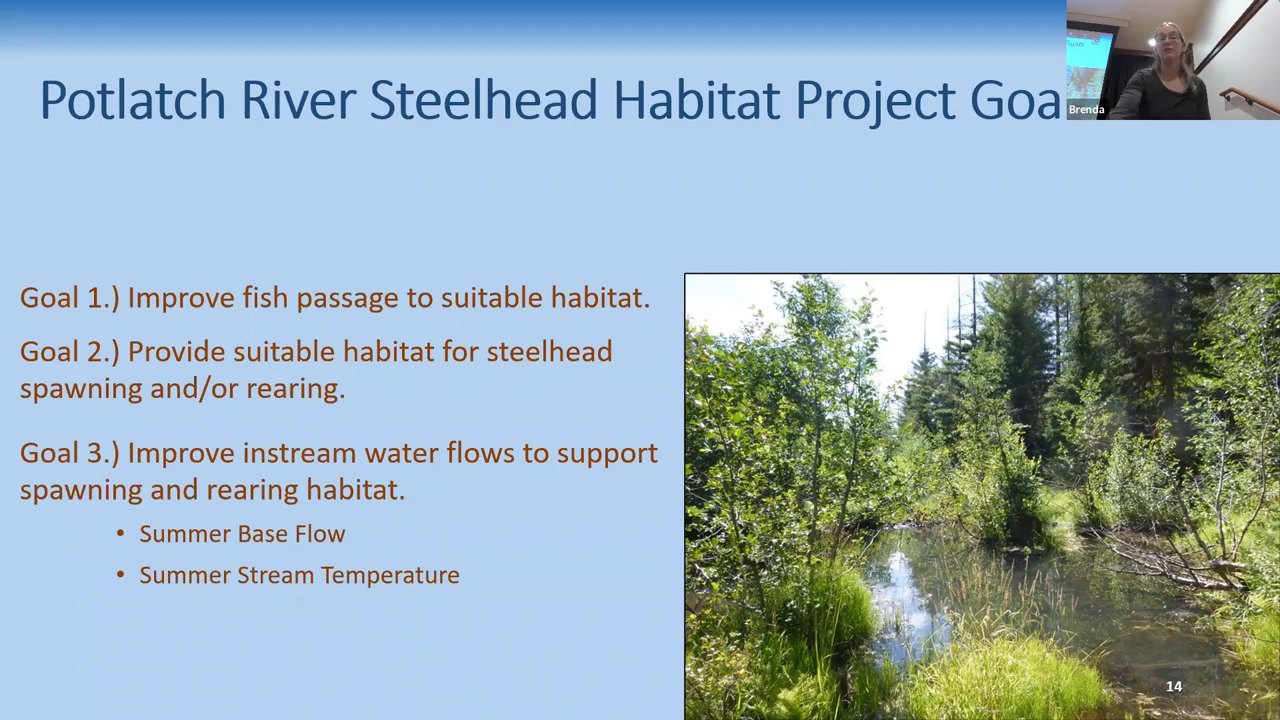 Potlatch River Steelhead Habitat Project Goa
Brenda
Goal 1.) Improve fish passage to suitable habitat.
Goal 2.) Provide suitable habitat for steelhead
spawning and/or rearing.
Goal 3.) Improve instream water flows to support
spawning and rearing habitat.
• Summer Base Flow
• Summer Stream Temperature
14